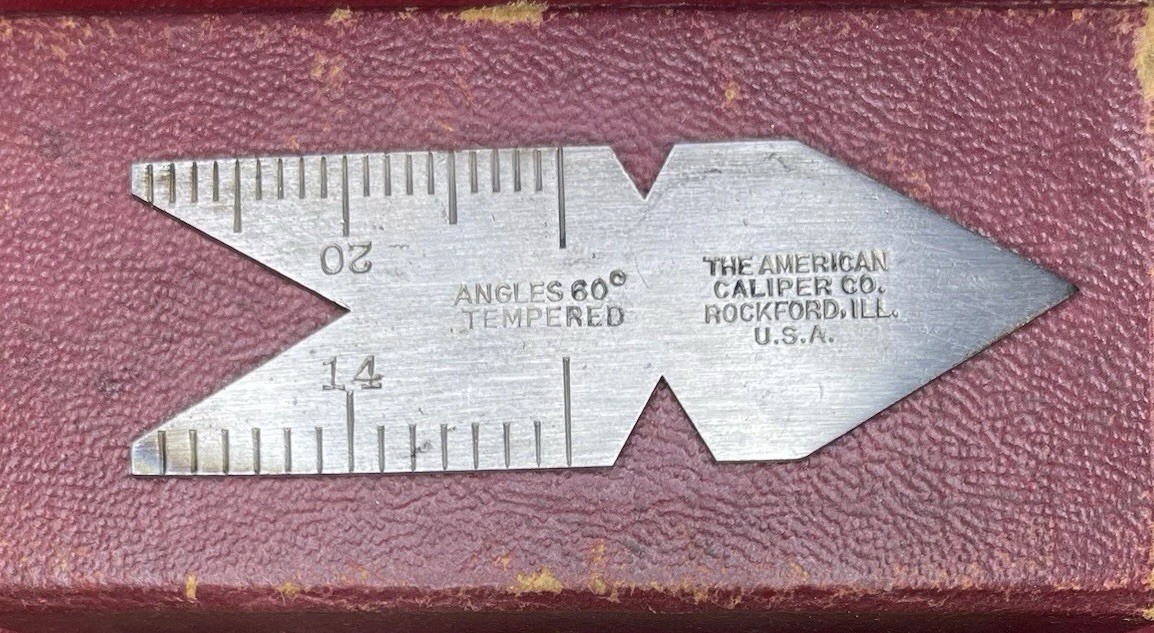 20
ANGLES 60°
TEMPERED
14
THE AMERICAN
CALIPER CO.
ROCKFORD, ILL.
U.S.A.